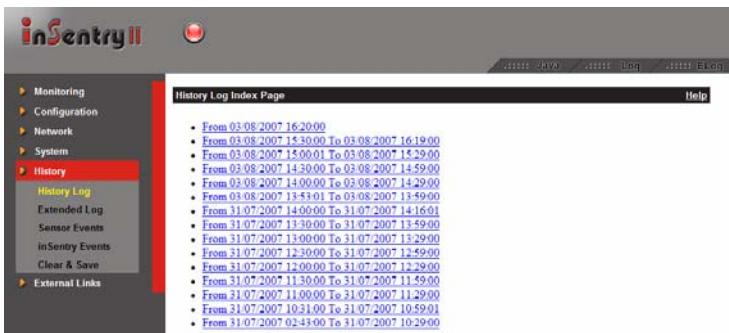 inSentry II
Java Log ELog
Monitoring
Configuration
Network
System
History
History Log
Extended Log
Sensor Events
inSentry Events
Clear & Save
External Links
History Log Index Page Help
From 03/08/2007 16:20:00
From 03/08/2007 15:30:00 To 03/08/2007 16:19:00
From 03/08/2007 15:00:01 To 03/08/2007 15:29:00
From 03/08/2007 14:30:00 To 03/08/2007 14:59:00
From 03/08/2007 14:00:00 To 03/08/2007 14:29:00
From 03/08/2007 13:53:01 To 03/08/2007 13:59:00
From 31/07/2007 14:00:00 To 31/07/2007 14:16:01
From 31/07/2007 13:30:00 To 31/07/2007 13:59:00
From 31/07/2007 13:00:00 To 31/07/2007 13:29:00
From 31/07/2007 12:30:00 To 31/07/2007 12:59:00
From 31/07/2007 12:00:00 To 31/07/2007 12:29:00
From 31/07/2007 11:30:00 To 31/07/2007 11:59:00
From 31/07/2007 11:00:00 To 31/07/2007 11:29:00
From 31/07/2007 10:31:00 To 31/07/2007 10:59:01
From 31/07/2007 02:43:00 To 31/07/2007 10:29:00